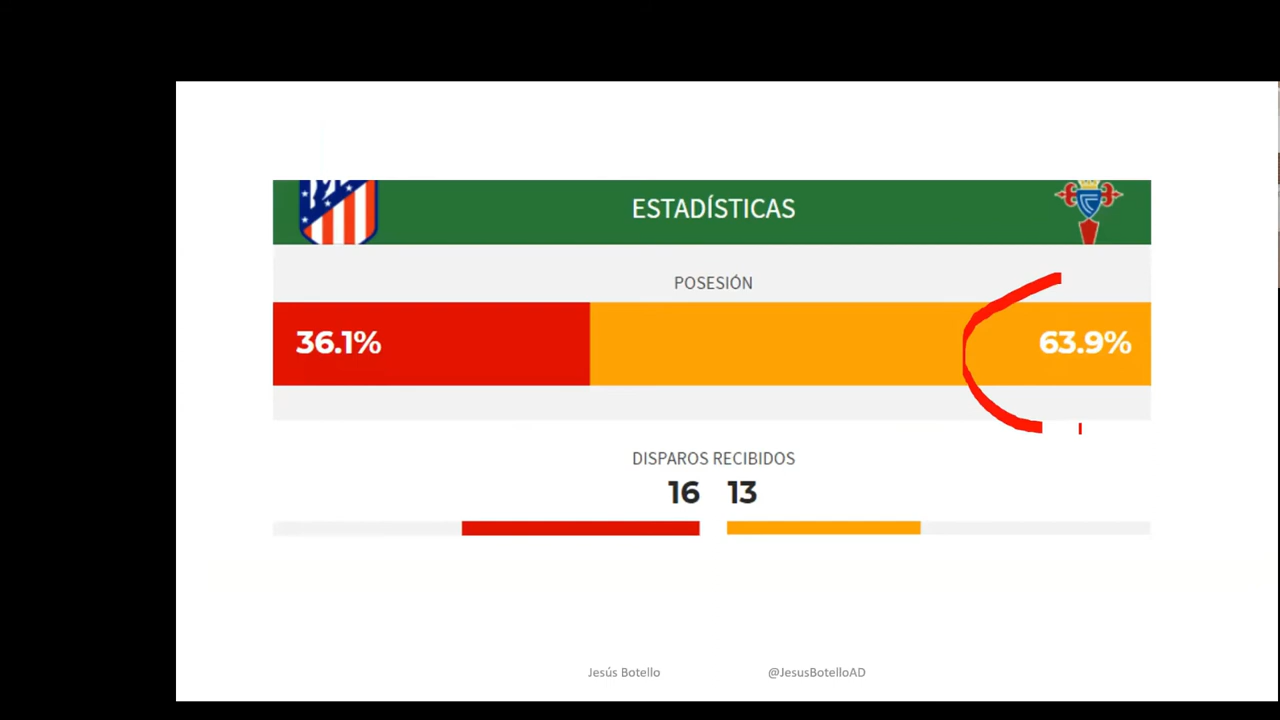 ESTADÍSTICAS
POSESIÓN
36.1% 63.9%
DISPAROS RECIBIDOS
16 13
Jesús Botello @JesusBotelloAD